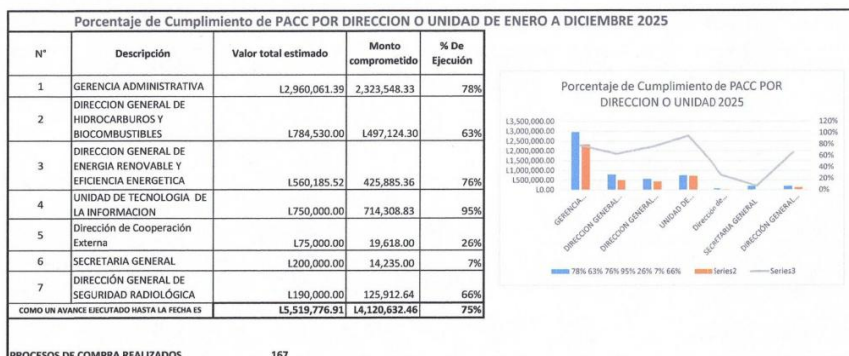 Porcentaje de Cumplimiento de PACC POR DIRECCION O UNIDAD DE ENERO A DICIEMBRE 2025
N° Descripción Valor total estimado Monto comprometido % De Ejecuión
1 GERENCIA ADMINISTRATIVA L2,960,061.39 2,323,548.33 78%
2 DIRECCION GENERAL DE HIDROCARBUROS Y BIOCOMBUSTIBLES L784,530.00 L497,124.30 63%
3 DIRECCION GENERAL DE ENERGIA RENOVABLE Y EFICIENCIA ENERGETICA L560,185.52 425,885.36 76%
4 UNIDAD DE TECNOLOGIA DE LA INFORMACION L750,000.00 714,308.83 95%
5 Dirección de Cooperación Externa L75,000.00 19,618.00 26%
6 SECRETARIA GENERAL L200,000.00 14,235.00 7%
7 DIRECCIÓN GENERAL DE SEGURIDAD RADIOLÓGICA L190,000.00 125,912.64 66%
COMO UN AVANCE EJECUTADO HASTA LA FECHA ES L5,519,776.91 L4,120,632.46 75%
PROCESOS DE COMPRA REALIZADOS 167
Porcentaje de Cumplimiento de PACC POR
DIRECCION O UNIDAD 2025
L3,500,000.00
L3,000,000.00
L2,500,000.00
L2,000,000.00
L1,500,000.00
L1,000,000.00
L500,000.00
L0.00
120%
100%
80%
60%
40%
20%
0%
GERENCIA...
DIRECCION GENERAL...
DIRECCION GENERAL...
UNIDAD DE...
Dirección de...
SECRETARIA GENERAL
DIRECCIÓN GENERAL...
78% 63% 76% 95% 26% 7% 66% Series2 Series3